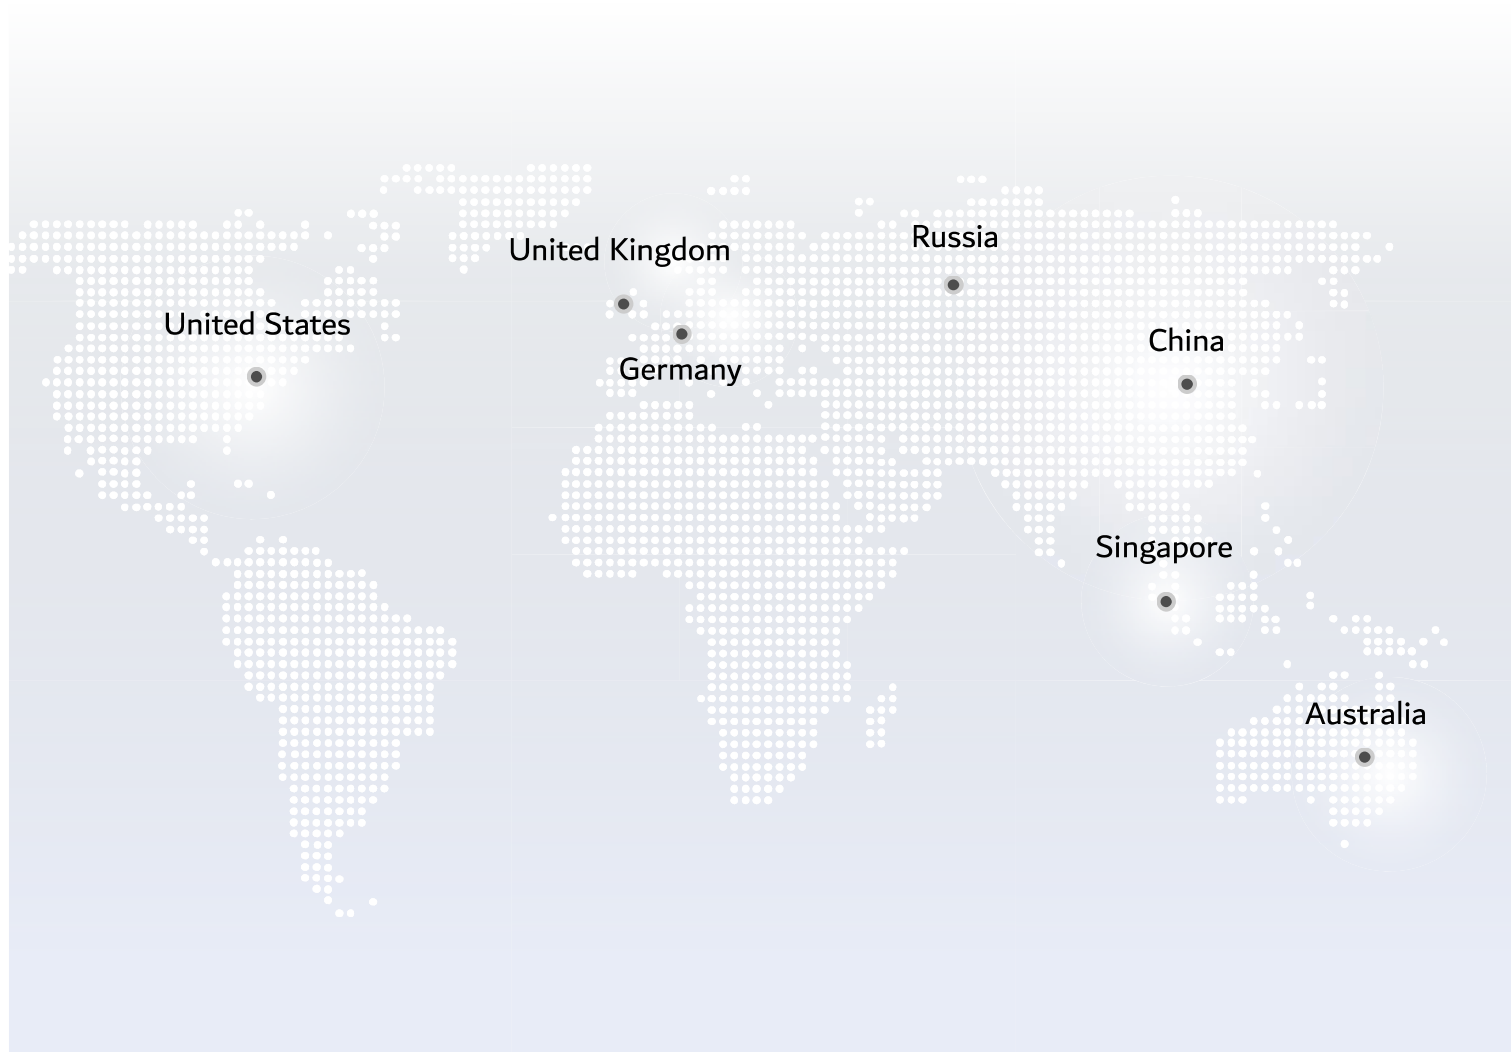 Russia
United Kingdom
United States
China
Germany
Singapore
Australia